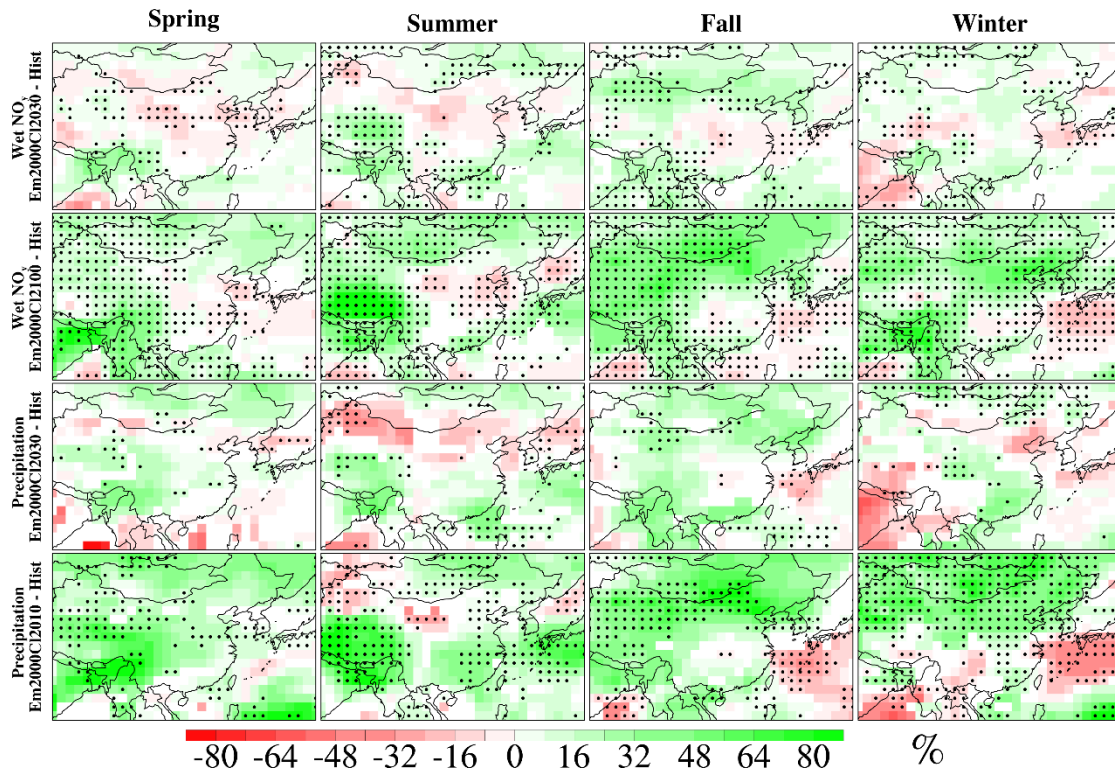 Spring Summer Fall Winter
Wet NOy
Em2000Cl2030 - Hist
Wet NOy
Em2000Cl2100 - Hist
Precipitation
Em2000Cl2030 - Hist
Precipitation
Em2000Cl2010 - Hist
-80 -64 -48 -32 -16 0 16 32 48 64 80 %